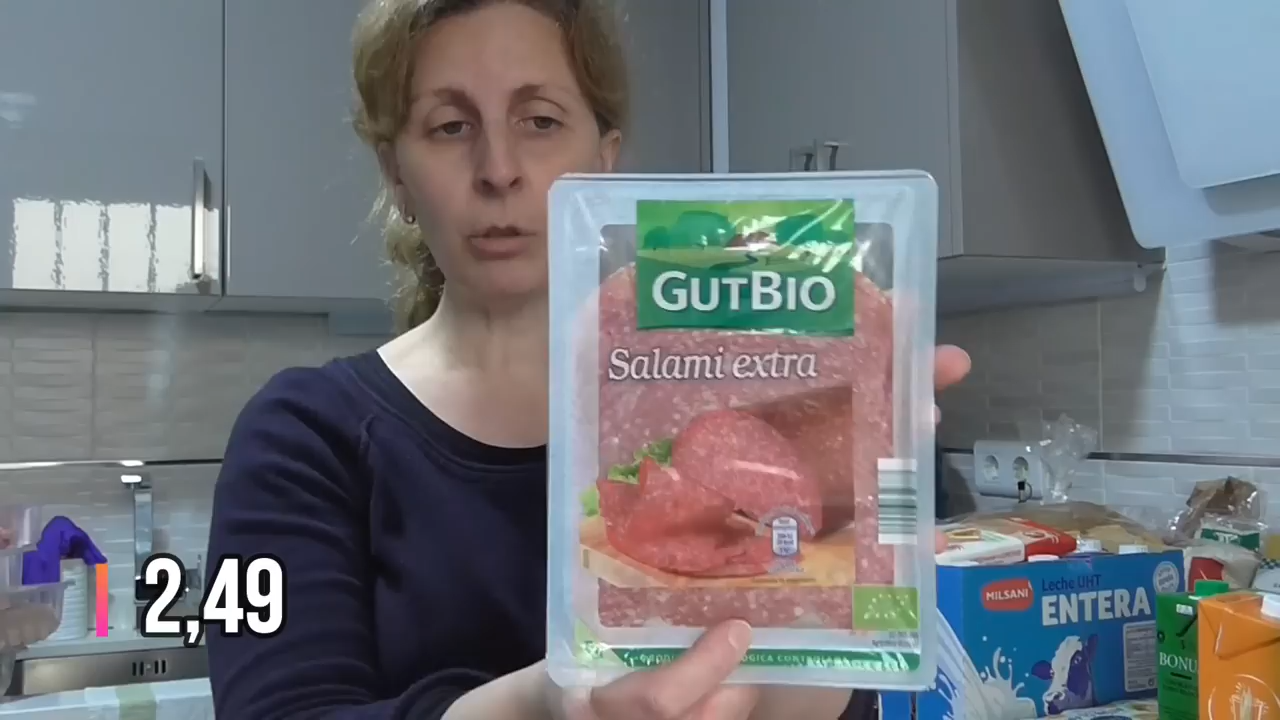 GUTBIO
Salami extra
2,49
MILSANI
Leche UHT
ENTERA
BONU